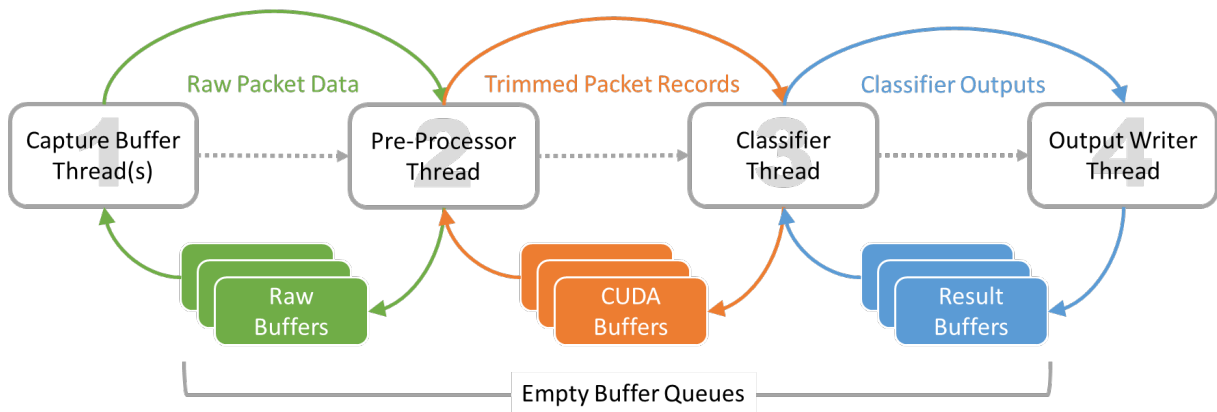 Raw Packet Data
Trimmed Packet Records
Classifier Outputs
1
Capture Buffer
Thread(s)
2
Pre-Processor
Thread
3
Classifier
Thread
4
Output Writer
Thread
Raw
Buffers
CUDA
Buffers
Result
Buffers
Empty Buffer Queues